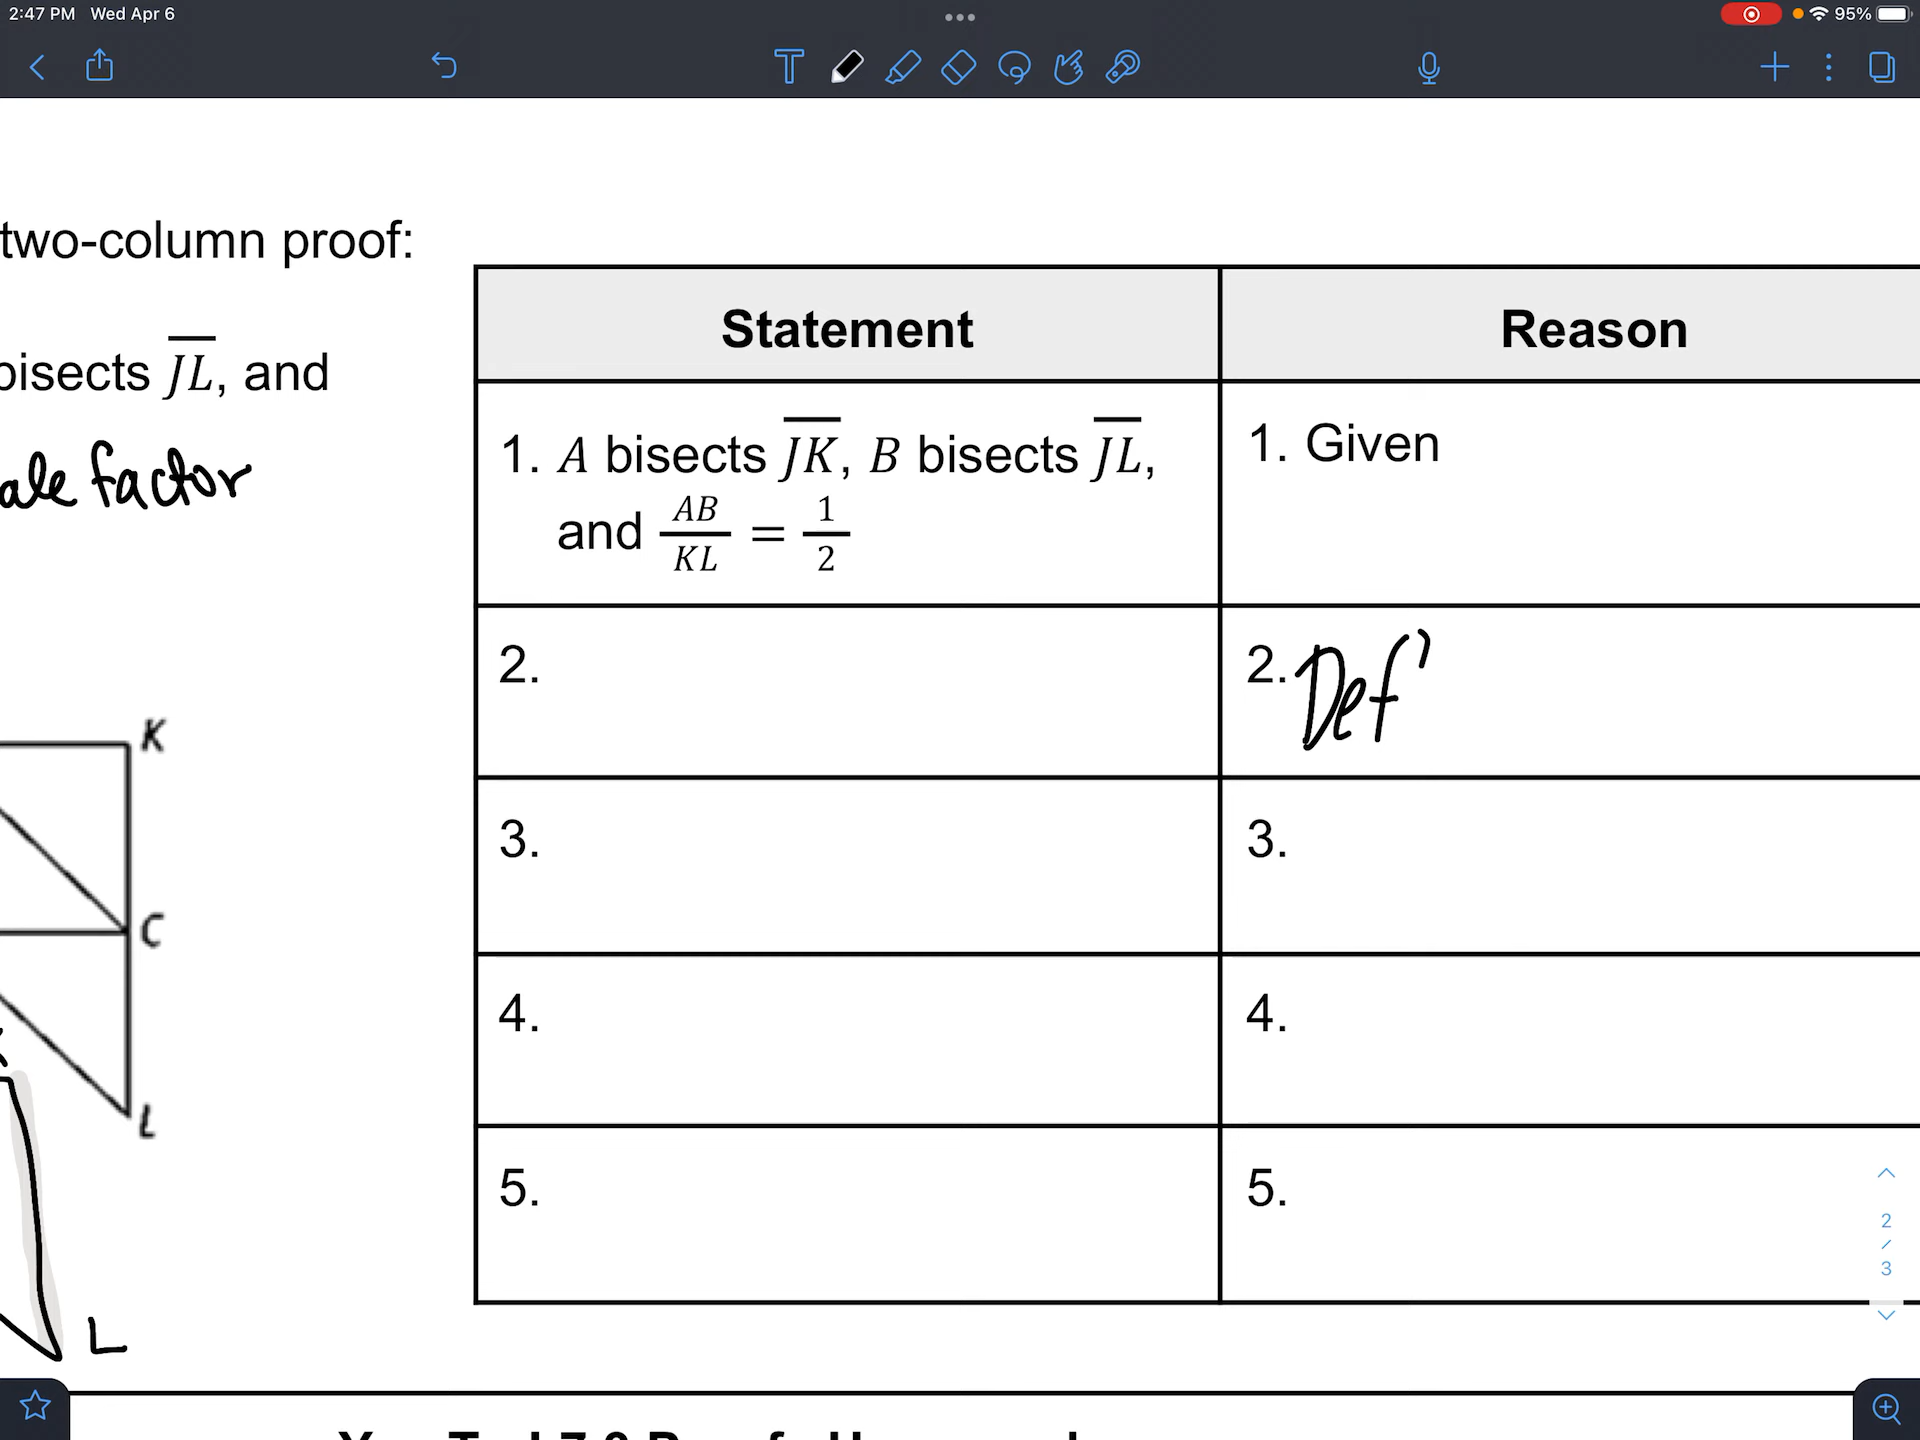 2:47 PM Wed Apr 6
95%
two-column proof:
bisects JL, and
ale factor
Statement
Reason
1. A bisects JK, B bisects JL,
and AB/KL = 1/2
1. Given
2.
2. Def'
3.
3.
4.
4.
5.
5.
K
C
L
L
2
/
3